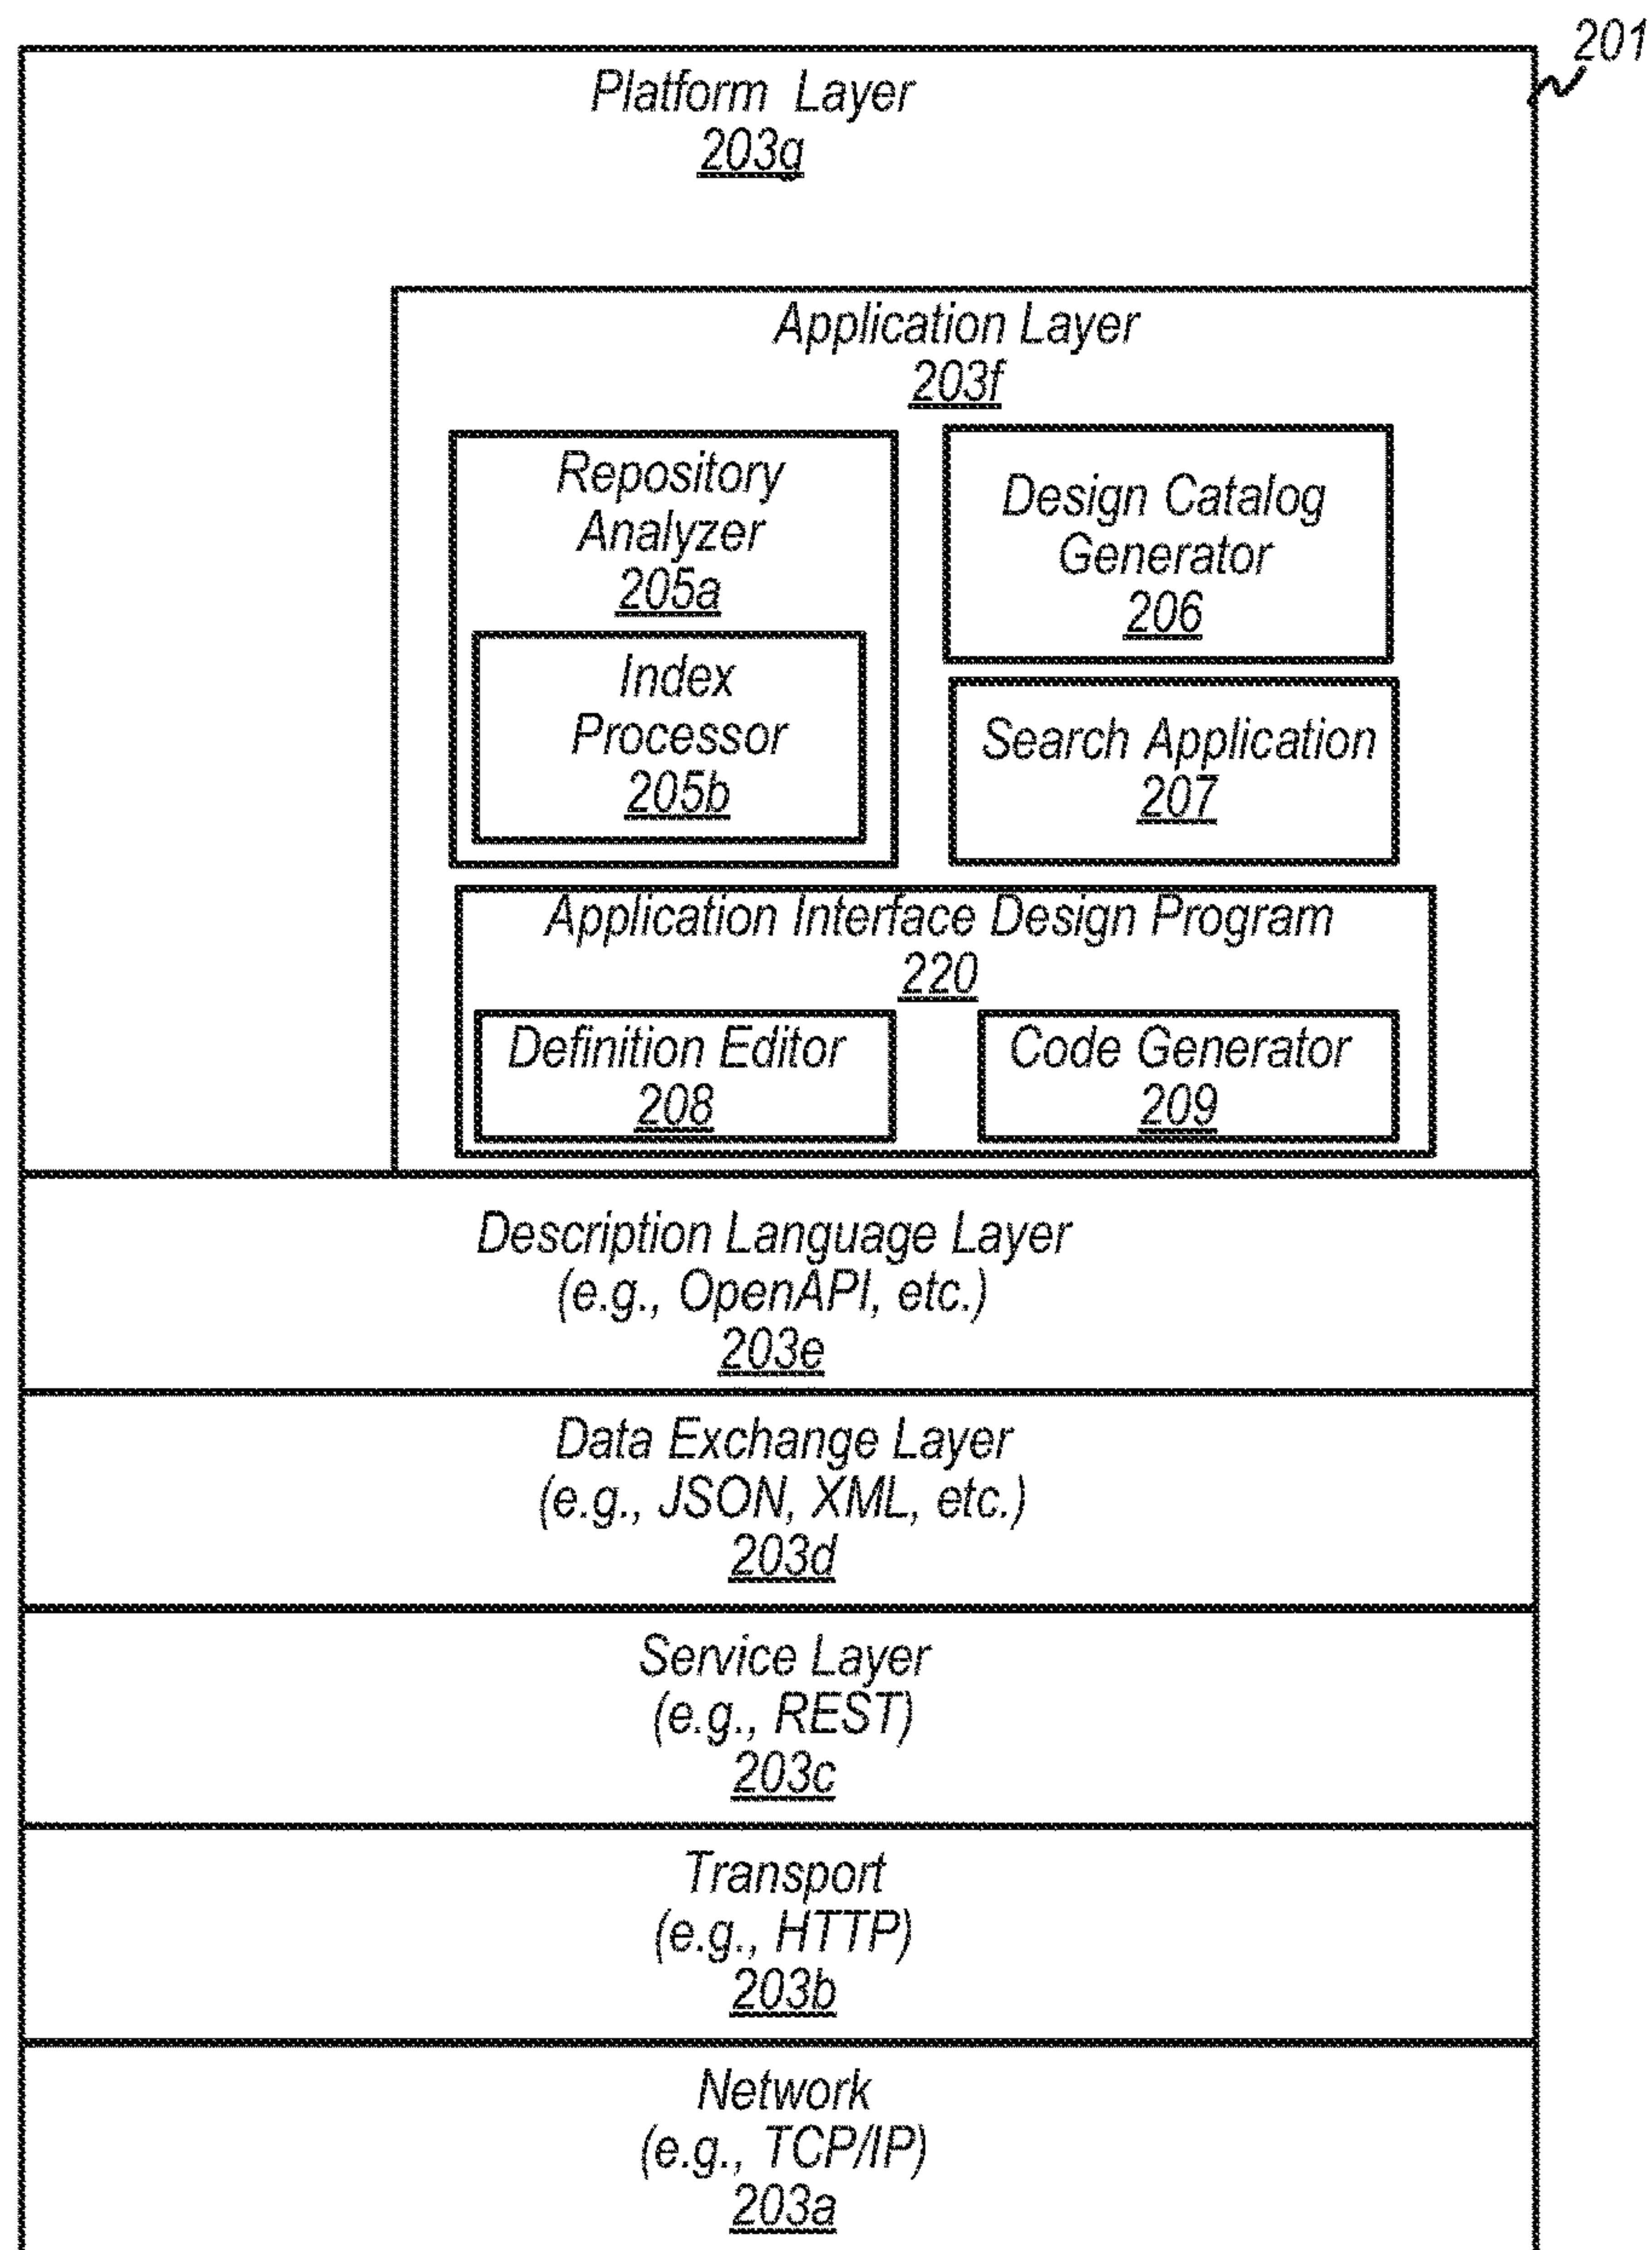 201
Platform Layer
203g
Application Layer
203f
Repository
Analyzer
205a
Index
Processor
205b
Design Catalog
Generator
206
Search Application
207
Application Interface Design Program
220
Definition Editor
208
Code Generator
209
Description Language Layer
(e.g., OpenAPI, etc.)
203e
Data Exchange Layer
(e.g., JSON, XML, etc.)
203d
Service Layer
(e.g., REST)
203c
Transport
(e.g., HTTP)
203b
Network
(e.g., TCP/IP)
203a